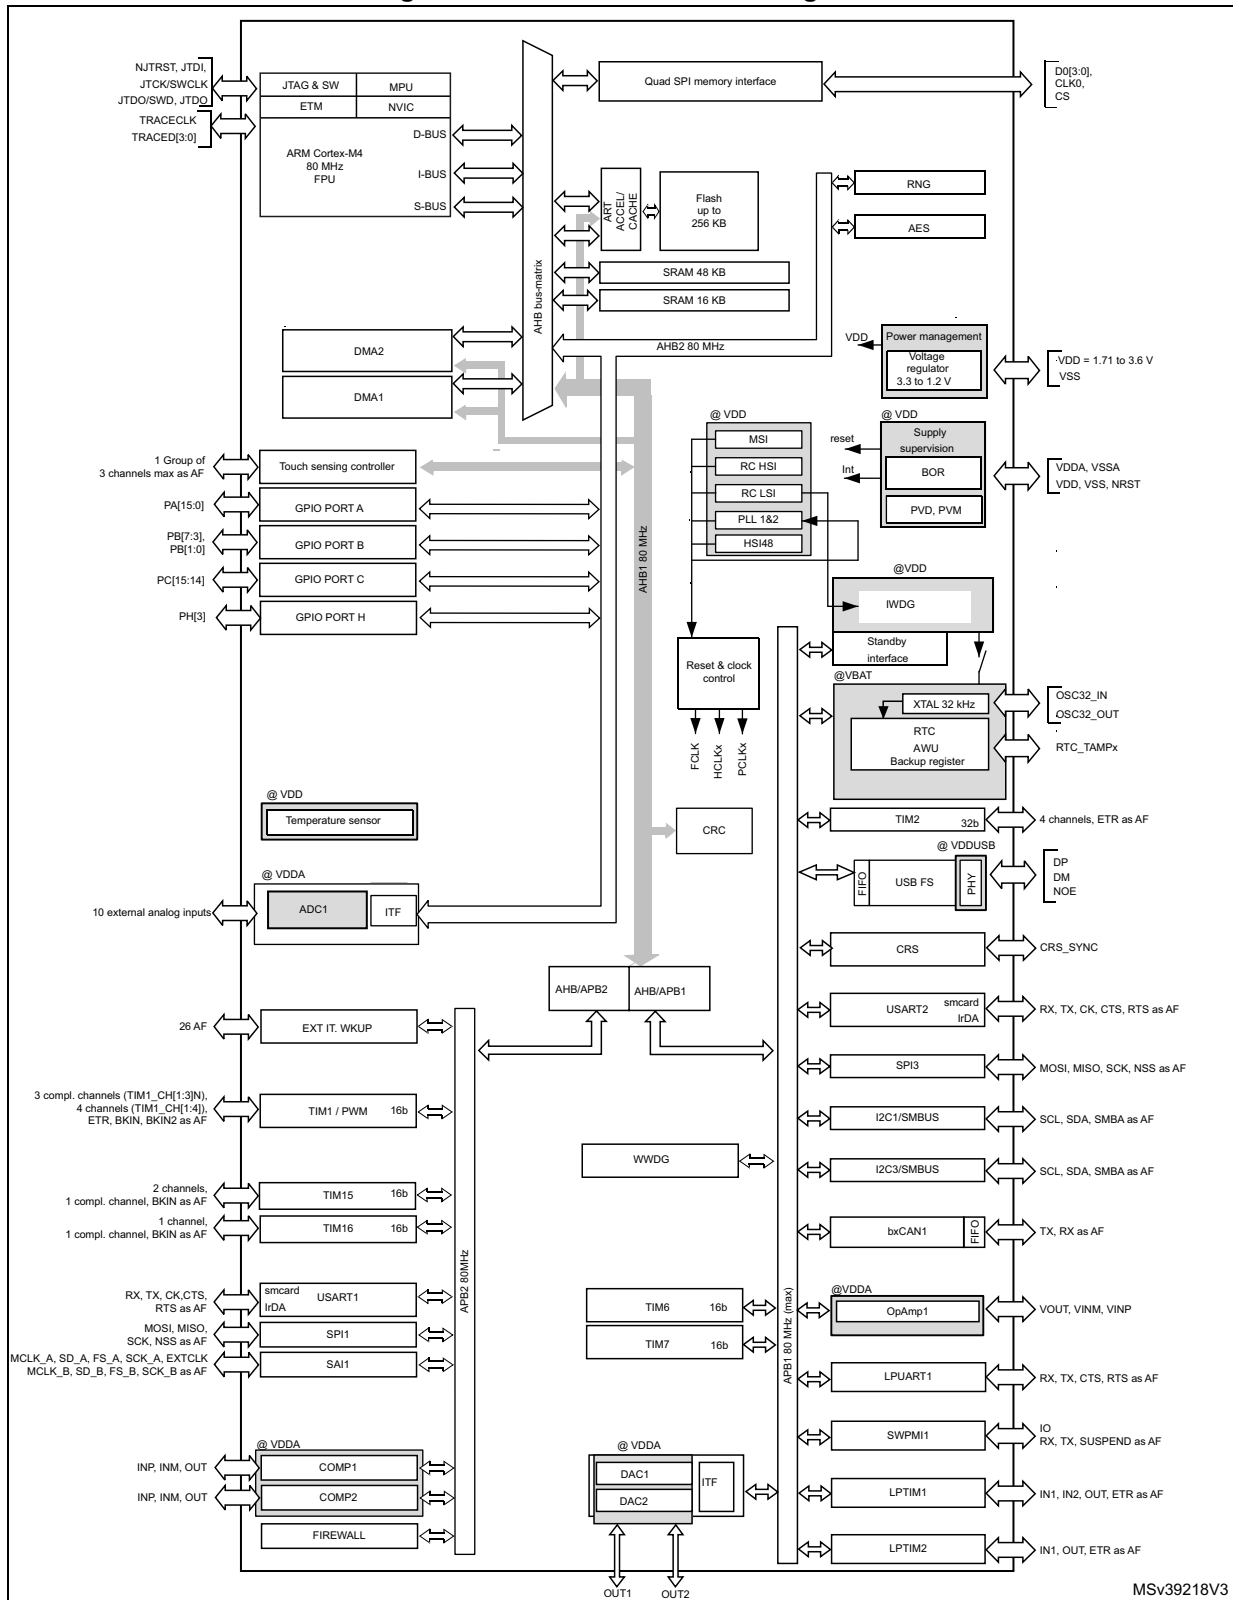 NJTRST, JTDI,
JTCK/SWCLK
JTDO/SWD, JTDO
TRACECLK
TRACED[3:0]
JTAG & SW
MPU
ETM
NVIC
ARM Cortex-M4
80 MHz
FPU
D-BUS
I-BUS
S-BUS
AHB bus-matrix
Quad SPI memory interface
D0[3:0],
CLK0,
CS
ART
ACCEL/
CACHE
Flash
up to
256 KB
SRAM 48 KB
SRAM 16 KB
RNG
AES
AHB2 80 MHz
DMA2
DMA1
VDD
Power management
Voltage
regulator
3.3 to 1.2 V
VDD = 1.71 to 3.6 V
VSS
@ VDD
MSI
RC HSI
RC LSI
PLL 1&2
HSI48
@ VDD
reset
Int
Supply
supervision
BOR
PVD, PVM
VDDA, VSSA
VDD, VSS, NRST
1 Group of
3 channels max as AF
Touch sensing controller
PA[15:0]
GPIO PORT A
PB[7:3],
PB[1:0]
GPIO PORT B
PC[15:14]
GPIO PORT C
PH[3]
GPIO PORT H
AHB1 80 MHz
@VDD
IWDG
Standby
interface
Reset & clock
control
FCLK
HCLKx
PCLKx
@VBAT
XTAL 32 kHz
RTC
AWU
Backup register
OSC32_IN
OSC32_OUT
RTC_TAMPx
@ VDD
Temperature sensor
CRC
TIM2
32b
4 channels, ETR as AF
@ VDDUSB
FIFO
USB FS
PHY
DP
DM
NOE
@ VDDA
10 external analog inputs
ADC1
ITF
CRS
CRS_SYNC
AHB/APB2
AHB/APB1
26 AF
EXT IT. WKUP
USART2
smcard
IrDA
RX, TX, CK, CTS, RTS as AF
SPI3
MOSI, MISO, SCK, NSS as AF
3 compl. channels (TIM1_CH[1:3]N),
4 channels (TIM1_CH[1:4]),
ETR, BKIN, BKIN2 as AF
TIM1 / PWM
16b
I2C1/SMBUS
SCL, SDA, SMBA as AF
WWDG
I2C3/SMBUS
SCL, SDA, SMBA as AF
2 channels,
1 compl. channel, BKIN as AF
TIM15
16b
1 channel,
1 compl. channel, BKIN as AF
TIM16
16b
bxCAN1
FIFO
TX, RX as AF
APB2 80MHz
APB1 80 MHz (max)
RX, TX, CK,CTS,
RTS as AF
smcard
IrDA
USART1
TIM6
16b
TIM7
16b
@VDDA
OpAmp1
VOUT, VINM, VINP
MOSI, MISO,
SCK, NSS as AF
SPI1
MCLK_A, SD_A, FS_A, SCK_A, EXTCLK
MCLK_B, SD_B, FS_B, SCK_B as AF
SAI1
LPUART1
RX, TX, CTS, RTS as AF
SWPMI1
IO
RX, TX, SUSPEND as AF
@ VDDA
INP, INM, OUT
COMP1
INP, INM, OUT
COMP2
FIREWALL
@ VDDA
DAC1
DAC2
ITF
OUT1
OUT2
LPTIM1
IN1, IN2, OUT, ETR as AF
LPTIM2
IN1, OUT, ETR as AF
MSv39218V3